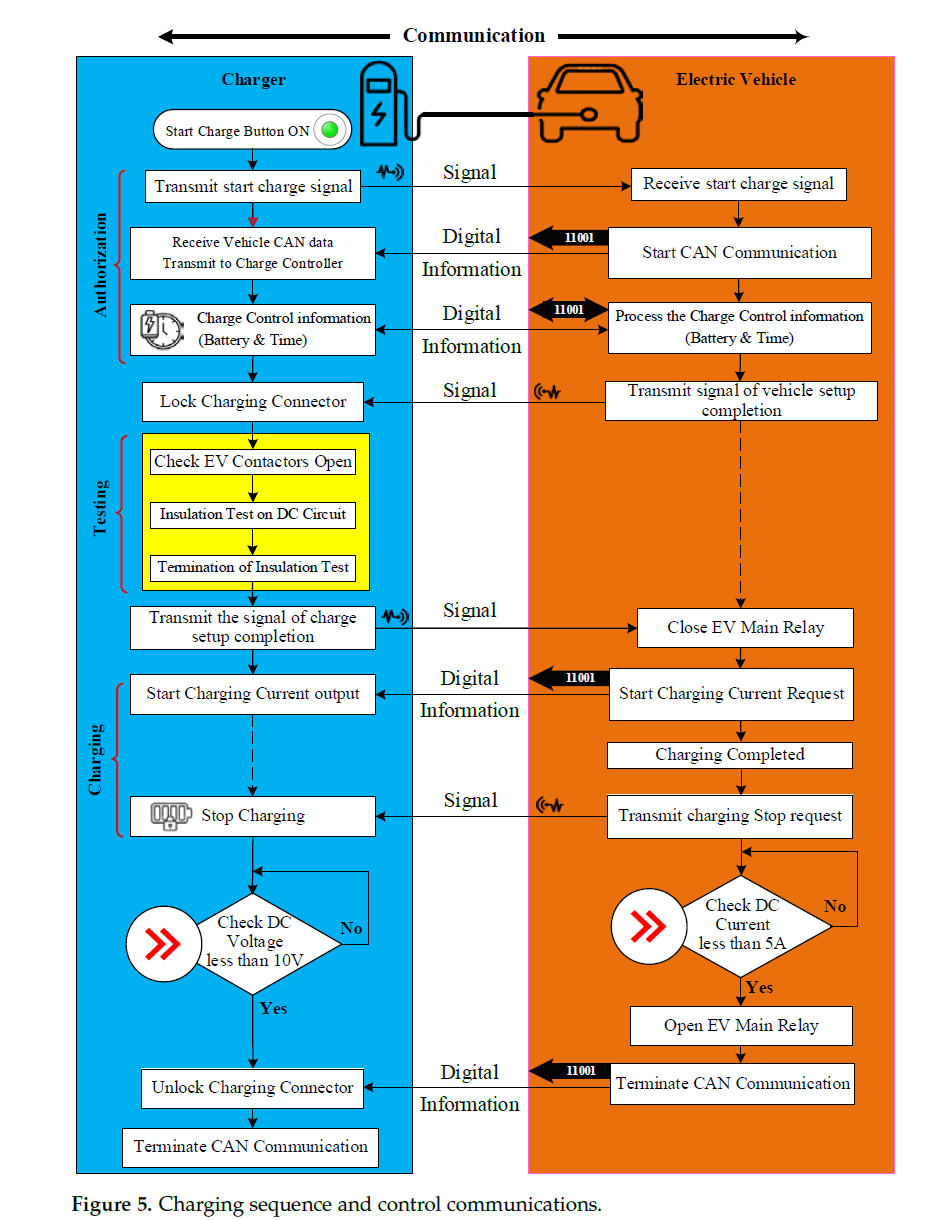 Communication
Charger
Electric Vehicle
Start Charge Button ON
Transmit start charge signal
Signal
Receive start charge signal
Authorization
Receive Vehicle CAN data
Transmit to Charge Controller
Digital
Information
11001
Start CAN Communication
Charge Control information
(Battery & Time)
Digital
Information
11001
Process the Charge Control information
(Battery & Time)
Lock Charging Connector
Signal
Transmit signal of vehicle setup
completion
Testing
Check EV Contactors Open
Insulation Test on DC Circuit
Termination of Insulation Test
Transmit the signal of charge
setup completion
Signal
Close EV Main Relay
Charging
Start Charging Current output
Digital
Information
11001
Start Charging Current Request
Charging Completed
Stop Charging
Signal
Transmit charging Stop request
Check DC
Voltage
less than 10V
No
Yes
Check DC
Current
less than 5A
No
Yes
Open EV Main Relay
Unlock Charging Connector
Digital
Information
11001
Terminate CAN Communication
Terminate CAN Communication
Figure 5. Charging sequence and control communications.